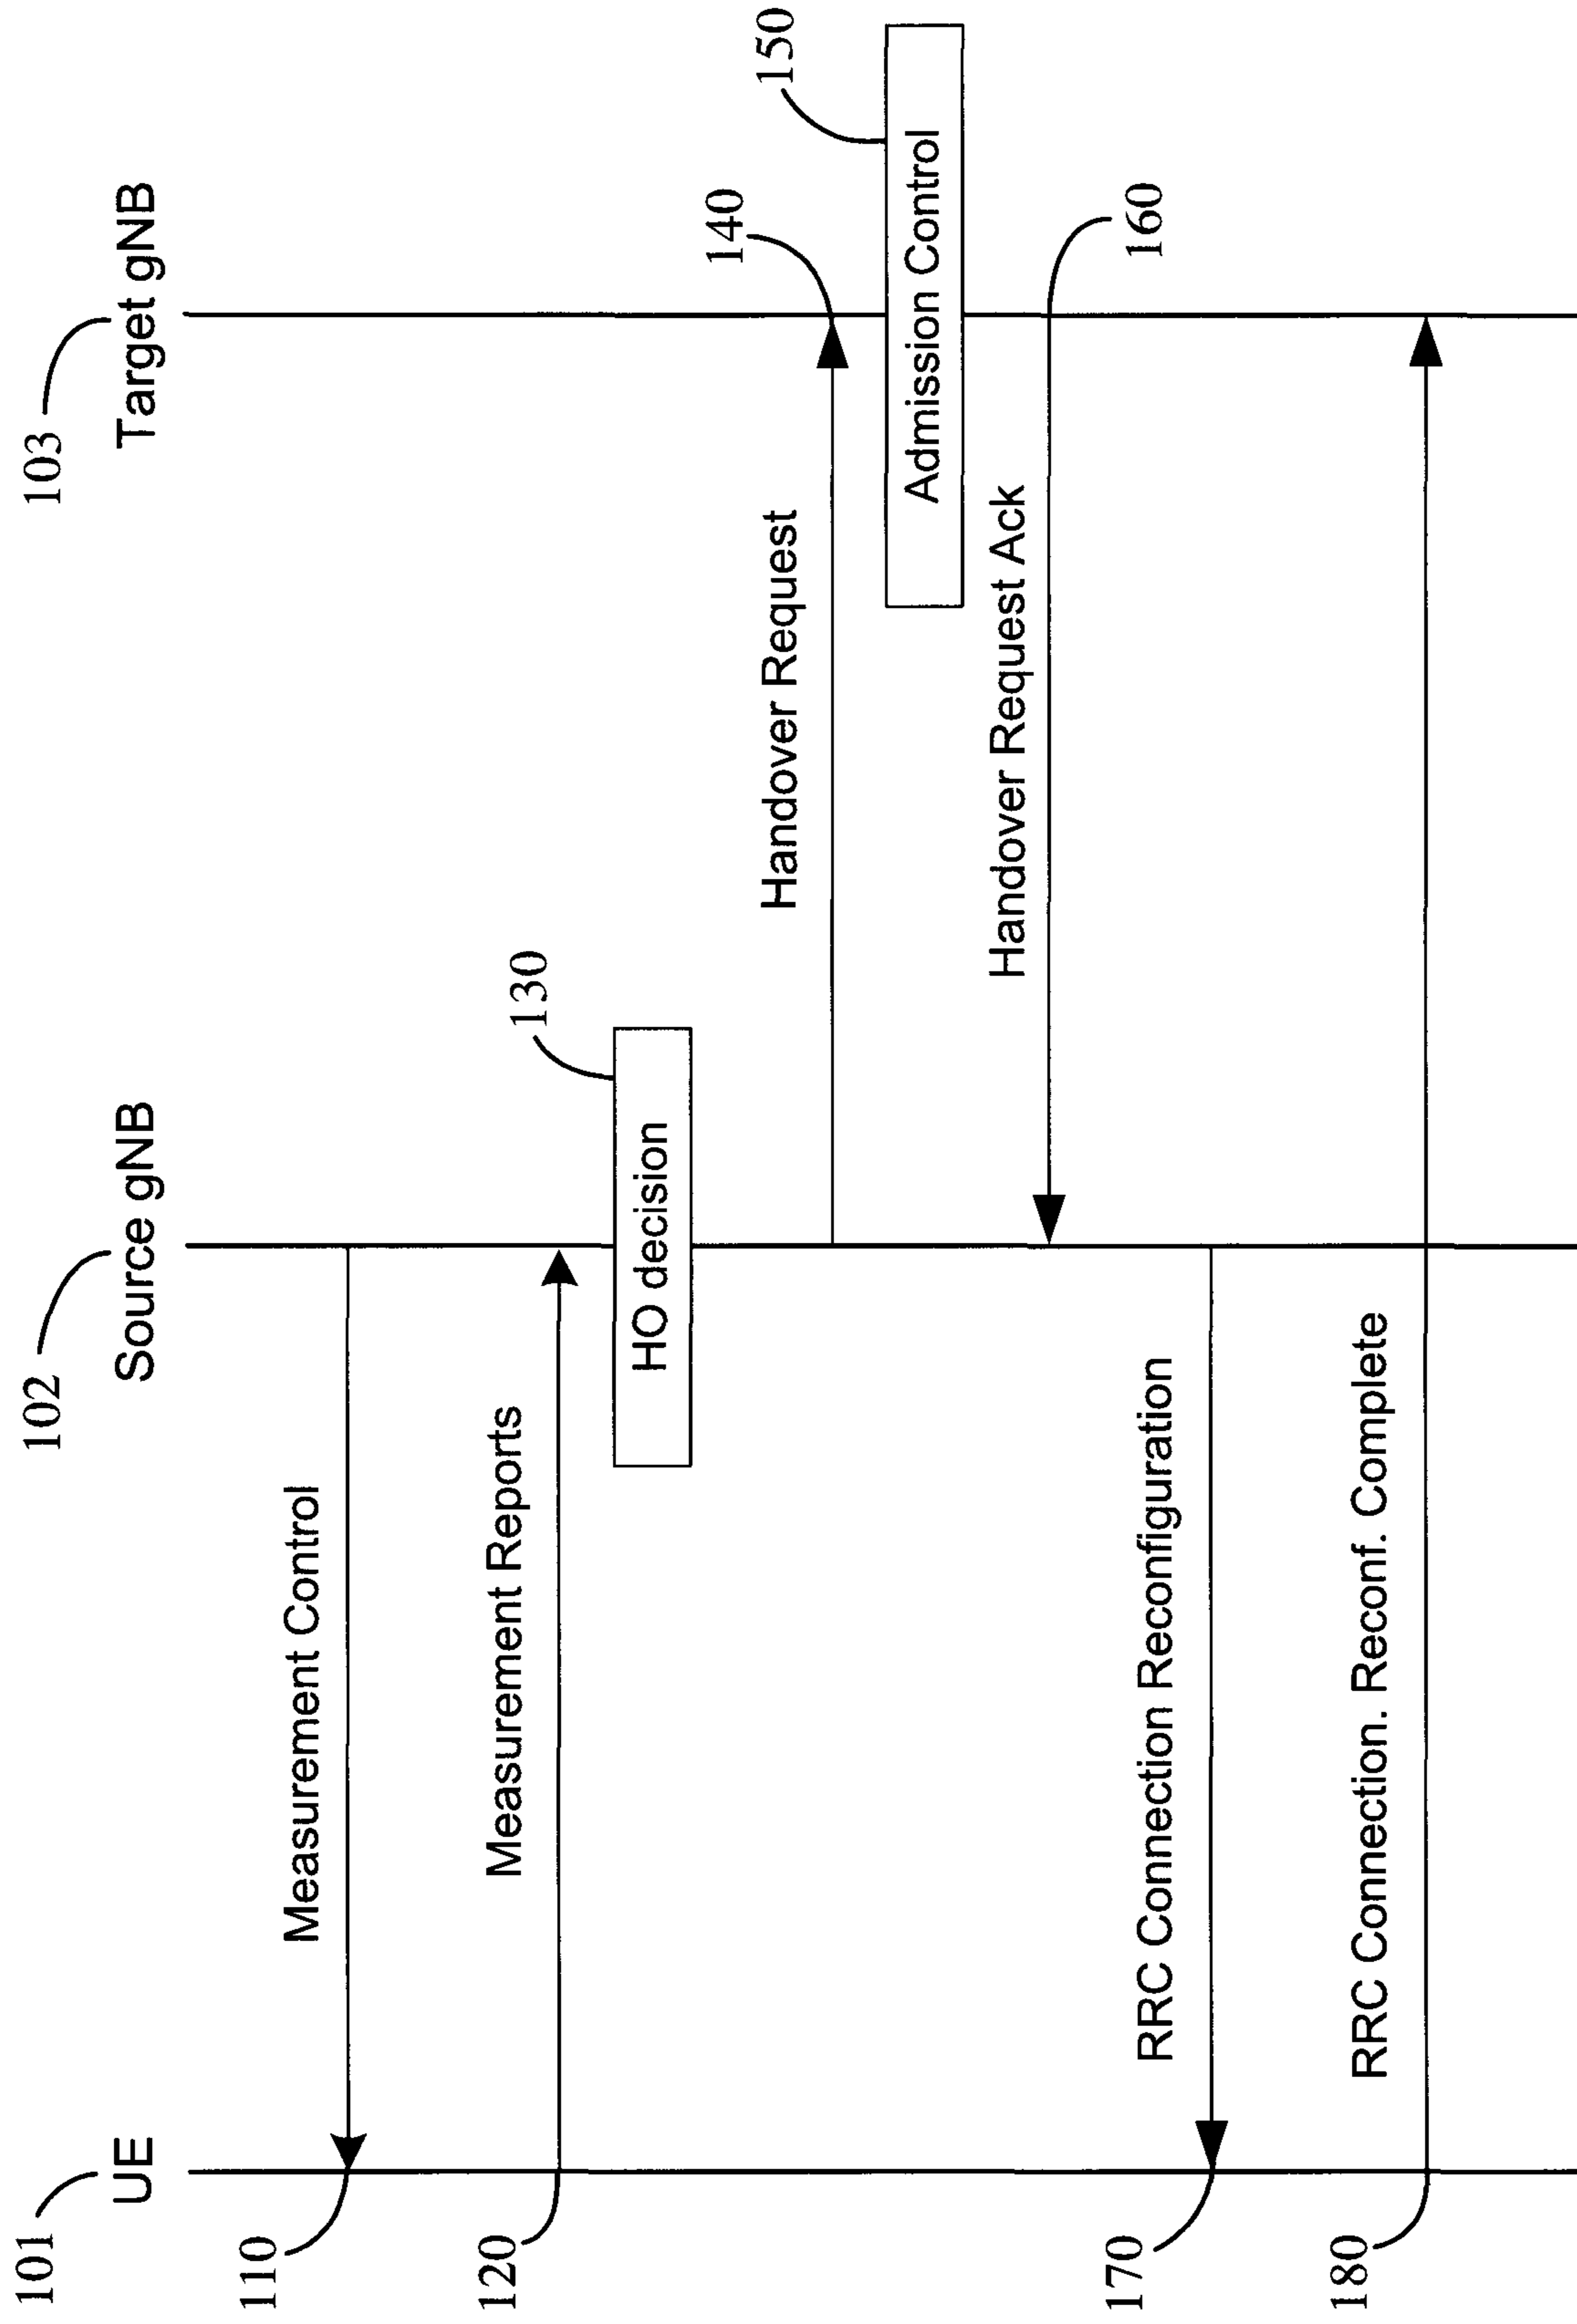 101
UE
102
Source gNB
103
Target gNB
110
Measurement Control
120
Measurement Reports
130
HO decision
140
Handover Request
150
Admission Control
160
Handover Request Ack
170
RRC Connection Reconfiguration
180
RRC Connection. Reconf. Complete